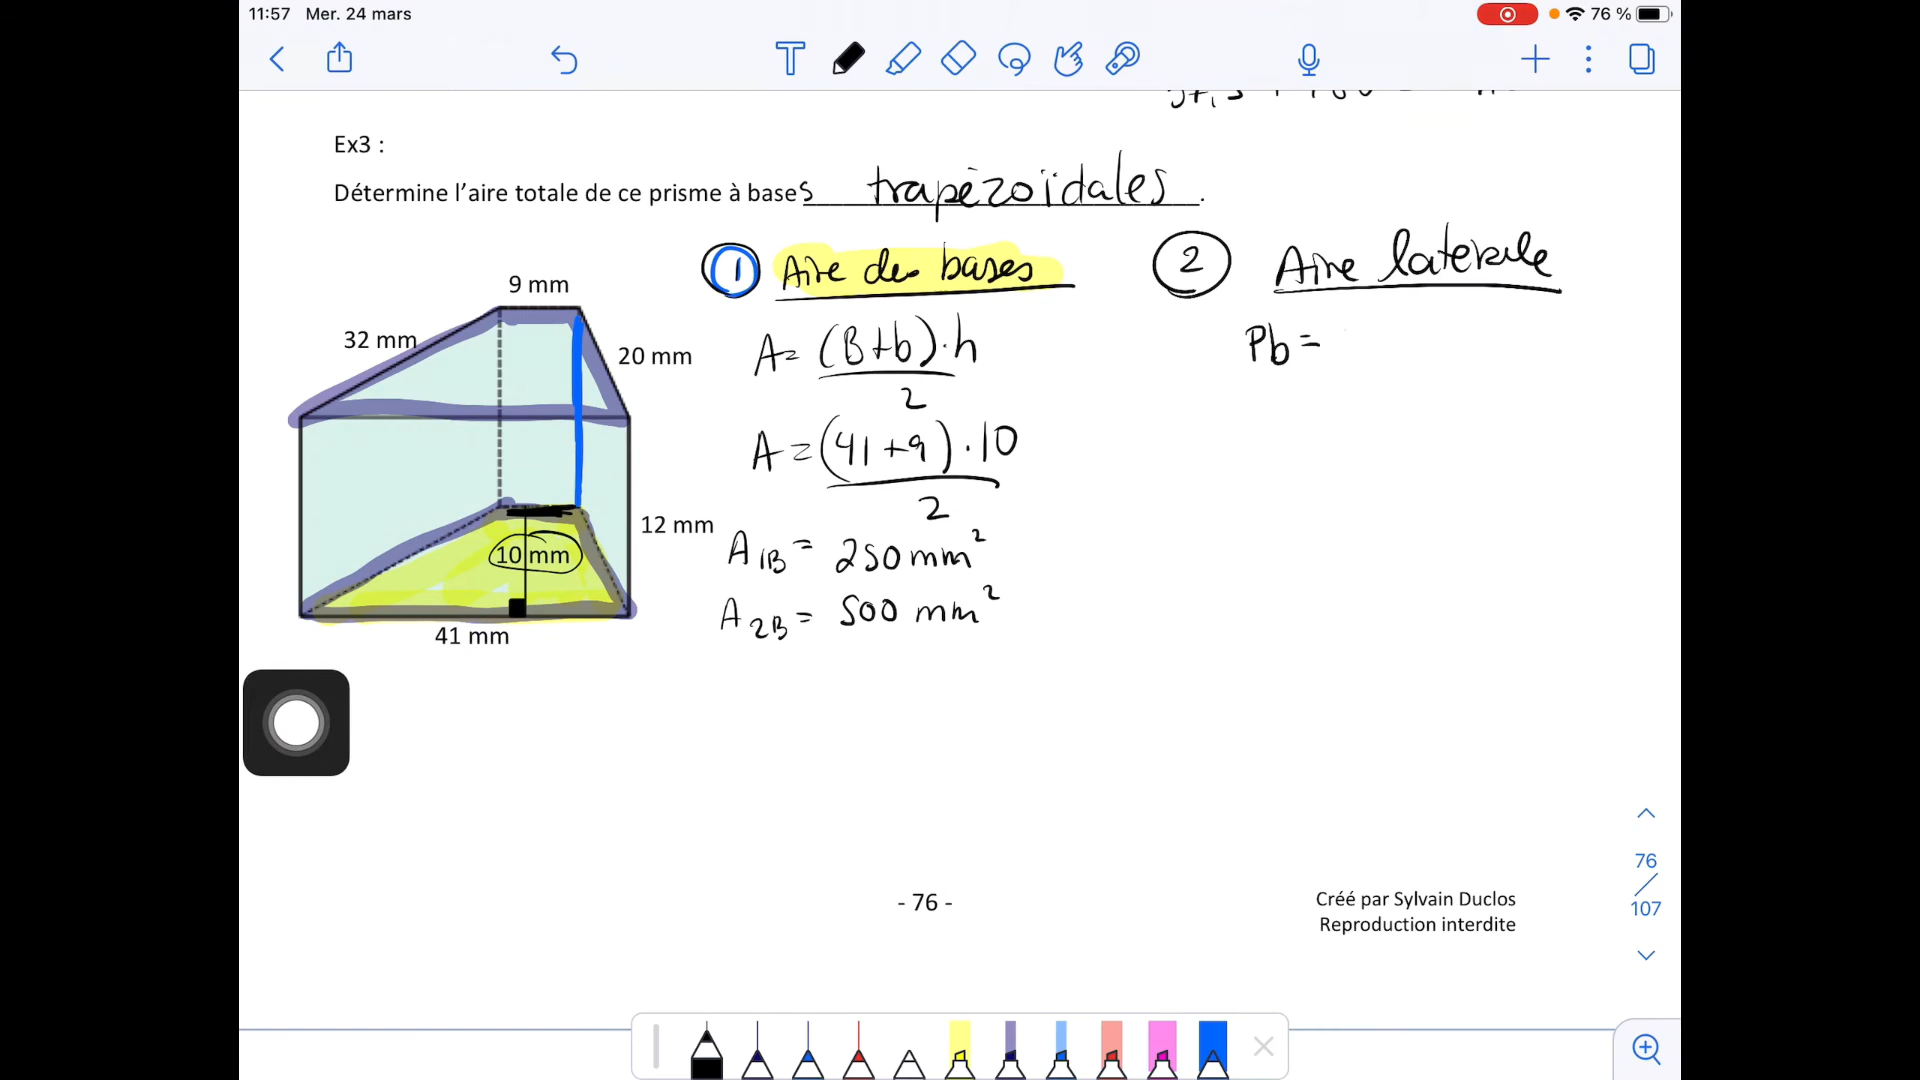 11:57 Mer. 24 mars 76 %
Ex3 :
Détermine l'aire totale de ce prisme à bases trapézoïdales.
1 Aire des bases
2 Aire latérale
9 mm
32 mm
20 mm
A= (B+b)·h
2
Pb=
A=(41+9)·10
2
12 mm
10 mm
A1B= 250 mm²
A2B= 500 mm²
41 mm
76
107
- 76 -
Créé par Sylvain Duclos
Reproduction interdite